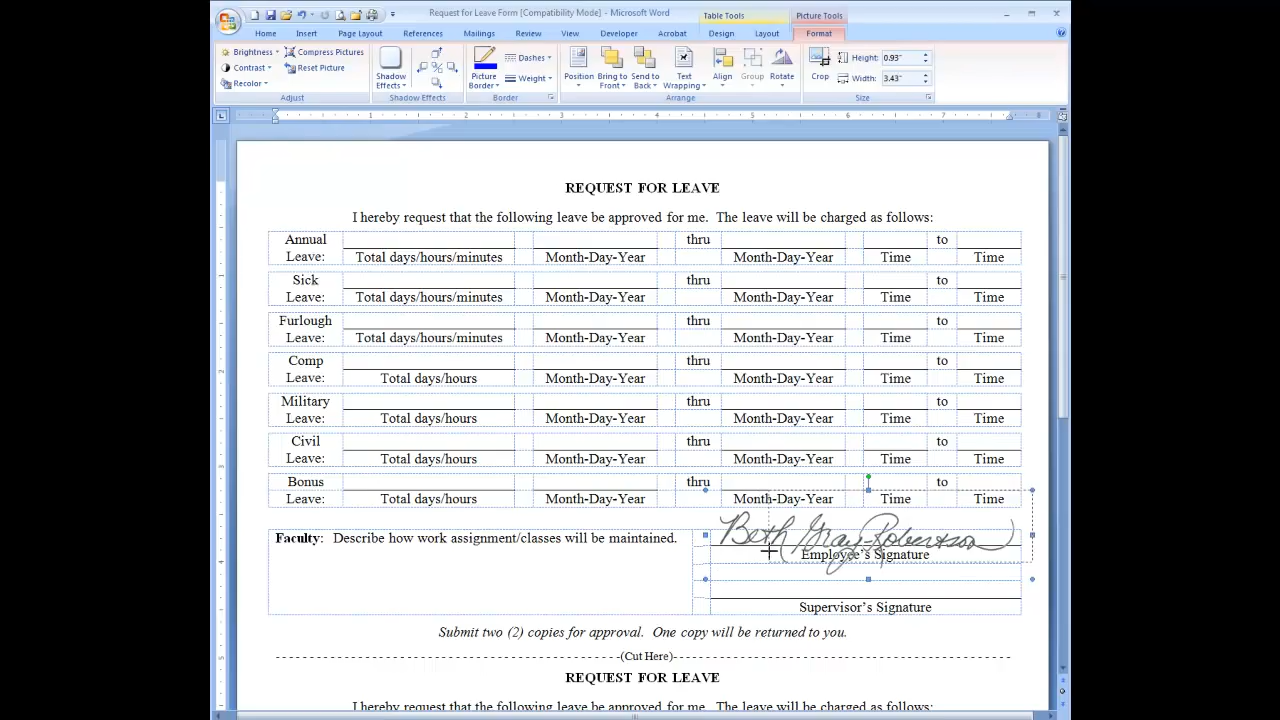 Request for Leave Form [Compatibility Mode] - Microsoft Word
Table Tools
Picture Tools
Home Insert Page Layout References Mailings Review View Developer Acrobat Design Layout Format
Brightness Compress Pictures
Contrast Reset Picture
Recolor
Adjust
Shadow Effects
Shadow Effects
Picture Border
Dashes
Weight
Border
Position Bring to Front Send to Back Text Wrapping Align Group Rotate
Arrange
Crop
Height: 0.93"
Width: 3.43"
Size
1 2 3 4 5 6 7 8
REQUEST FOR LEAVE
I hereby request that the following leave be approved for me. The leave will be charged as follows:
Annual thru to
Leave: Total days/hours/minutes Month-Day-Year Month-Day-Year Time Time
Sick thru to
Leave: Total days/hours/minutes Month-Day-Year Month-Day-Year Time Time
Furlough thru to
Leave: Total days/hours/minutes Month-Day-Year Month-Day-Year Time Time
Comp thru to
Leave: Total days/hours Month-Day-Year Month-Day-Year Time Time
Military thru to
Leave: Total days/hours Month-Day-Year Month-Day-Year Time Time
Civil thru to
Leave: Total days/hours Month-Day-Year Month-Day-Year Time Time
Bonus thru to
Leave: Total days/hours Month-Day-Year Month-Day-Year Time Time
Faculty: Describe how work assignment/classes will be maintained.
Beth Gray-Robertson
Employee's Signature
Supervisor's Signature
Submit two (2) copies for approval. One copy will be returned to you.
(Cut Here)
REQUEST FOR LEAVE
I hereby request that the following leave be approved for me. The leave will be charged as follows: